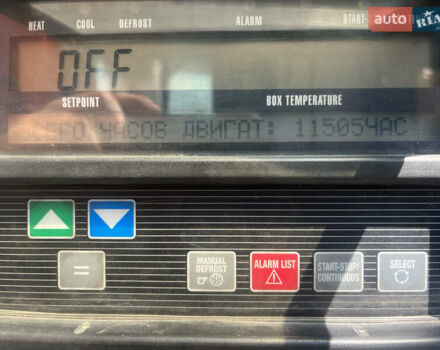 HEAT COOL DEFROST ALARM
auto RIA
OFF
SETPOINT BOX TEMPERATURE
ВСЕГО ЧАСОВ ДВИГАТ: 11505ЧАС
=
MANUAL
DEFROST
ALARM LIST
START-STOP/
CONTINUOUS
SELECT